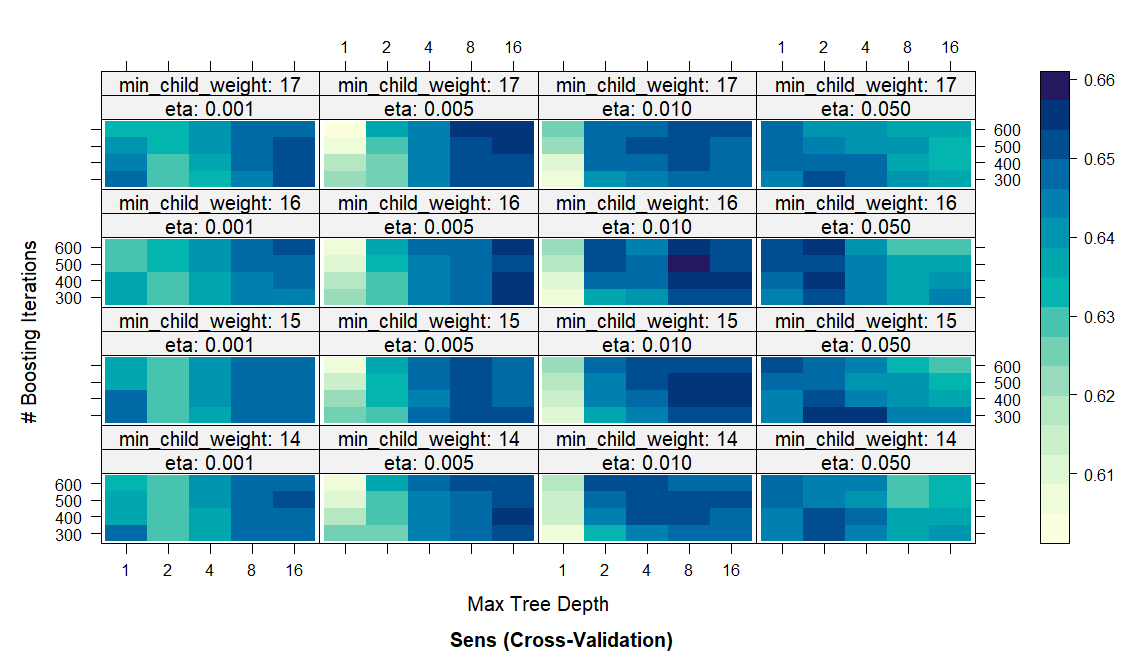 1 2 4 8 16 1 2 4 8 16
min_child_weight: 17 min_child_weight: 17 min_child_weight: 17 min_child_weight: 17
eta: 0.001 eta: 0.005 eta: 0.010 eta: 0.050
600
500
400
300
min_child_weight: 16 min_child_weight: 16 min_child_weight: 16 min_child_weight: 16
eta: 0.001 eta: 0.005 eta: 0.010 eta: 0.050
600
500
400
300
min_child_weight: 15 min_child_weight: 15 min_child_weight: 15 min_child_weight: 15
eta: 0.001 eta: 0.005 eta: 0.010 eta: 0.050
600
500
400
300
min_child_weight: 14 min_child_weight: 14 min_child_weight: 14 min_child_weight: 14
eta: 0.001 eta: 0.005 eta: 0.010 eta: 0.050
600
500
400
300
1 2 4 8 16 1 2 4 8 16
# Boosting Iterations
Max Tree Depth
Sens (Cross-Validation)
0.66
0.65
0.64
0.63
0.62
0.61